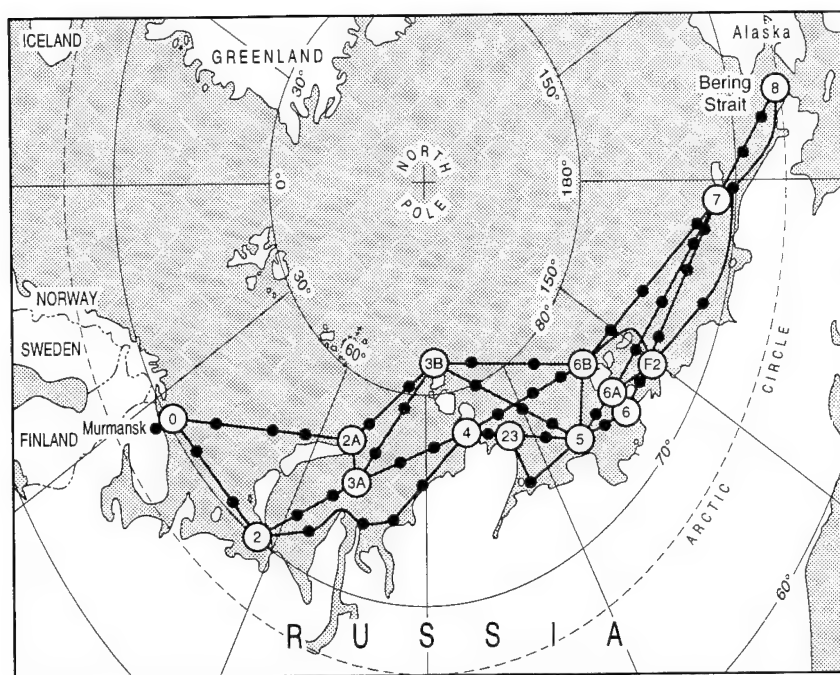 ICELAND
GREENLAND
Alaska
Bering
Strait
8
30°
150°
NORTH
POLE
0°
180°
7
30°
150°
80°
NORWAY
60°
SWEDEN
3B
6B
F2
6A
6
Murmansk
0
FINLAND
2A
4
23
5
3A
70°
2
ARCTIC CIRCLE
60°
RUSSIA